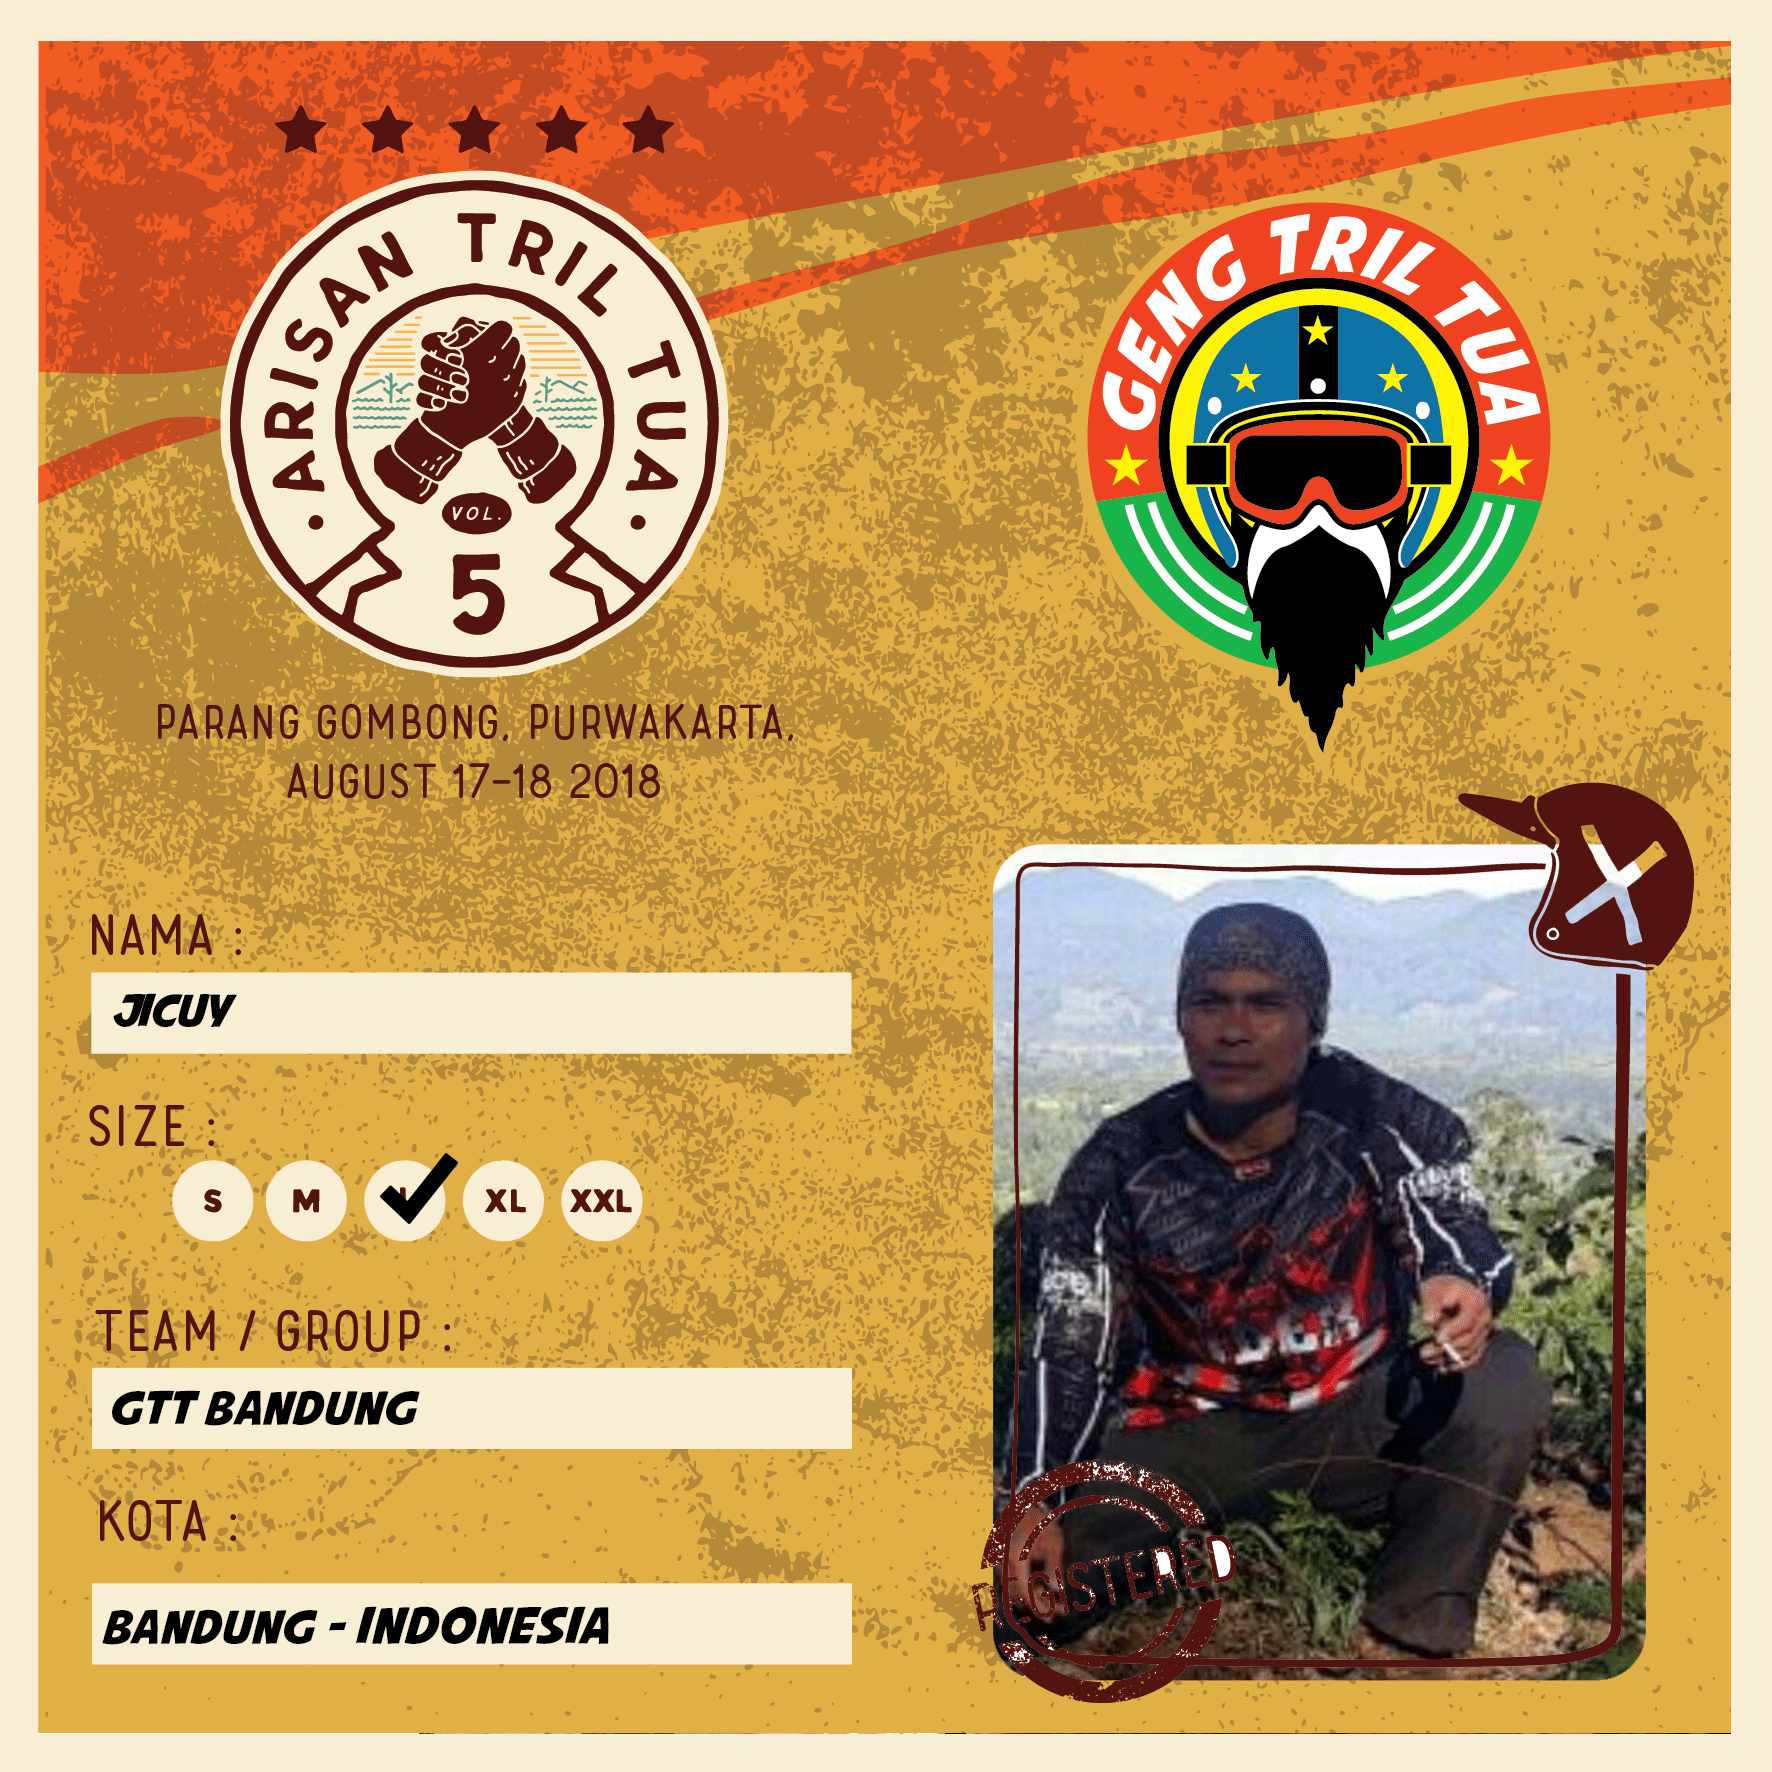 ARISAN TRIL TUA
VOL.
5
GENG TRIL TUA
PARANG GOMBONG, PURWAKARTA,
AUGUST 17-18 2018
NAMA :
JICUY
SIZE :
S M L XL XXL
TEAM / GROUP :
GTT BANDUNG
KOTA :
BANDUNG - INDONESIA
REGISTERED